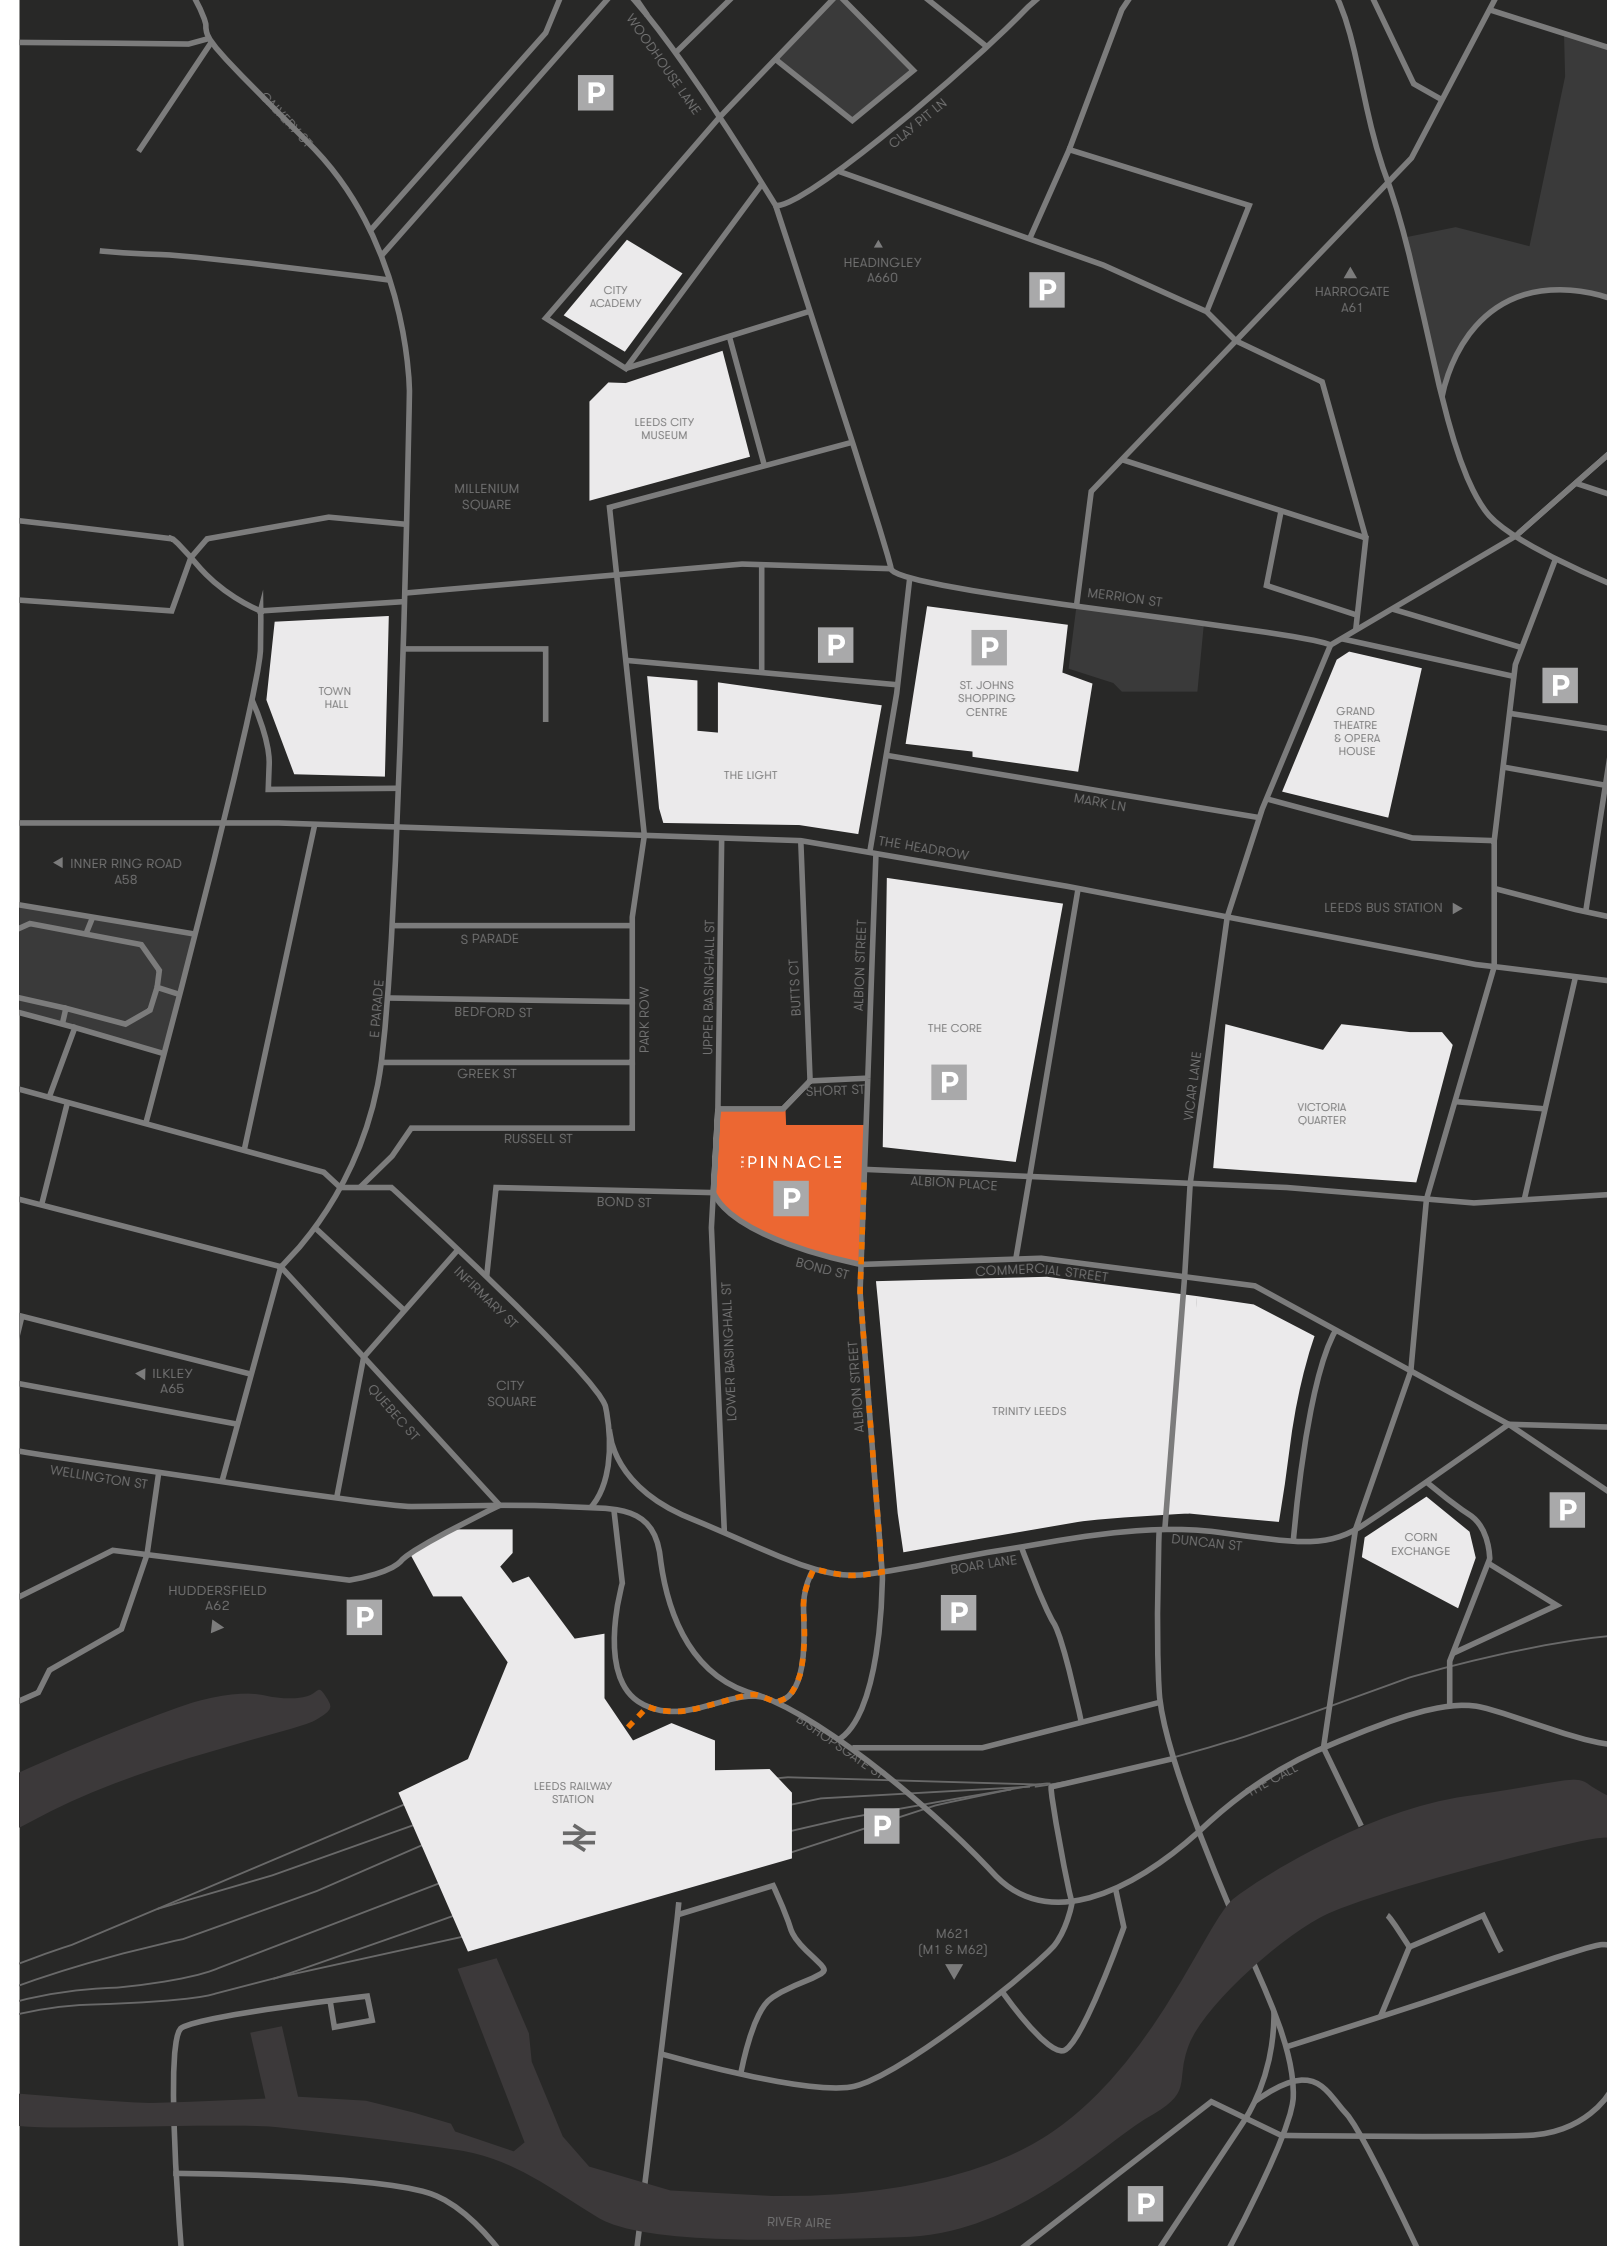 WOODHOUSE LANE
P
CALVERY ST
CLAY PIT LN
HEADINGLEY
A660
P
HARROGATE
A61
CITY
ACADEMY
LEEDS CITY
MUSEUM
MILLENIUM
SQUARE
MERRION ST
P
P
ST. JOHNS
SHOPPING
CENTRE
TOWN
HALL
P
GRAND
THEATRE
& OPERA
HOUSE
THE LIGHT
MARK LN
THE HEADROW
INNER RING ROAD
A58
LEEDS BUS STATION
S PARADE
UPPER BASINGHALL ST
BUTTS CT
ALBION STREET
E PARADE
BEDFORD ST
PARK ROW
THE CORE
P
GREEK ST
SHORT ST
VICAR LANE
VICTORIA
QUARTER
RUSSELL ST
PINNACLE
P
ALBION PLACE
BOND ST
BOND ST
COMMERCIAL STREET
INFIRMARY ST
LOWER BASINGHALL ST
ALBION STREET
ILKLEY
A65
CITY
SQUARE
QUEBEC ST
TRINITY LEEDS
WELLINGTON ST
P
CORN
EXCHANGE
DUNCAN ST
BOAR LANE
HUDDERSFIELD
A62
P
P
BISHOPSGATE ST
THE CALL
LEEDS RAILWAY
STATION
P
M621
(M1 & M62)
P
RIVER AIRE